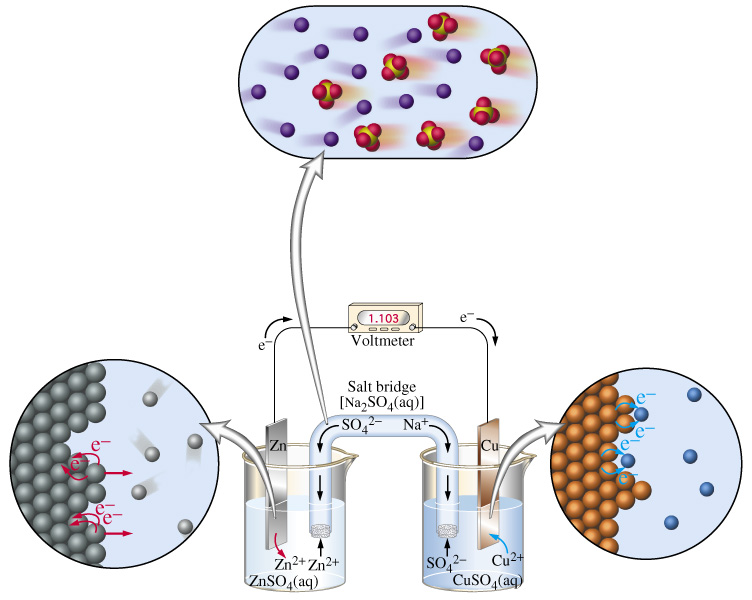 1.103
e⁻
e⁻
Voltmeter
Salt bridge
[Na₂SO₄(aq)]
SO₄²⁻ Na⁺
Zn
Cu
e⁻
e⁻
e⁻
e⁻
e⁻
e⁻ e⁻
e⁻
Zn²⁺ Zn²⁺
ZnSO₄(aq)
SO₄²⁻ Cu²⁺
CuSO₄(aq)